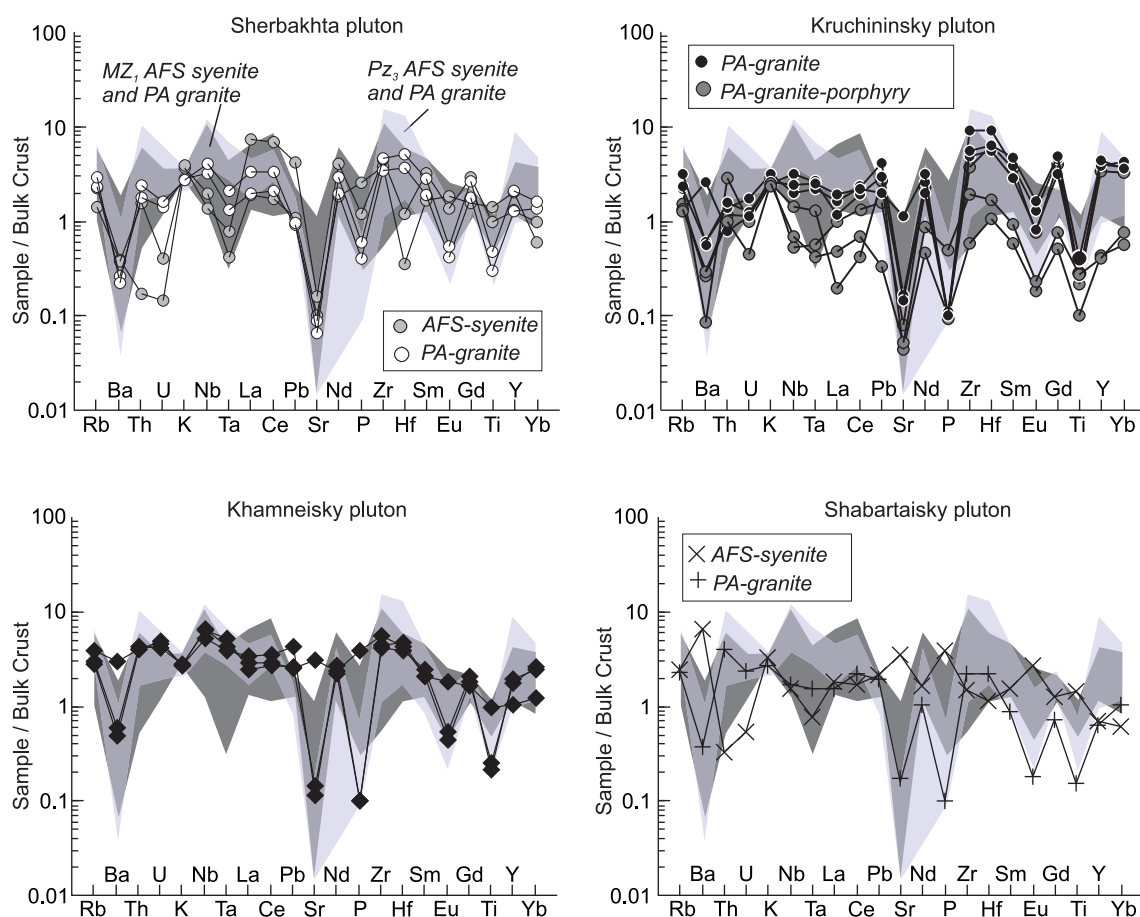 Sherbakhta pluton
100
10
1
0.1
0.01
Sample / Bulk Crust
MZ₁ AFS syenite
and PA granite
Pz₃ AFS syenite
and PA granite
AFS-syenite
PA-granite
Ba U Nb La Pb Nd Zr Sm Gd Y
Rb Th K Ta Ce Sr P Hf Eu Ti Yb
Kruchininsky pluton
100
10
1
0.1
0.01
Sample / Bulk Crust
PA-granite
PA-granite-porphyry
Ba U Nb La Pb Nd Zr Sm Gd Y
Rb Th K Ta Ce Sr P Hf Eu Ti Yb
Khamneisky pluton
100
10
1
0.1
0.01
Sample / Bulk Crust
Ba U Nb La Pb Nd Zr Sm Gd Y
Rb Th K Ta Ce Sr P Hf Eu Ti Yb
Shabartaisky pluton
100
10
1
0.1
0.01
Sample / Bulk Crust
AFS-syenite
PA-granite
Ba U Nb La Pb Nd Zr Sm Gd Y
Rb Th K Ta Ce Sr P Hf Eu Ti Yb